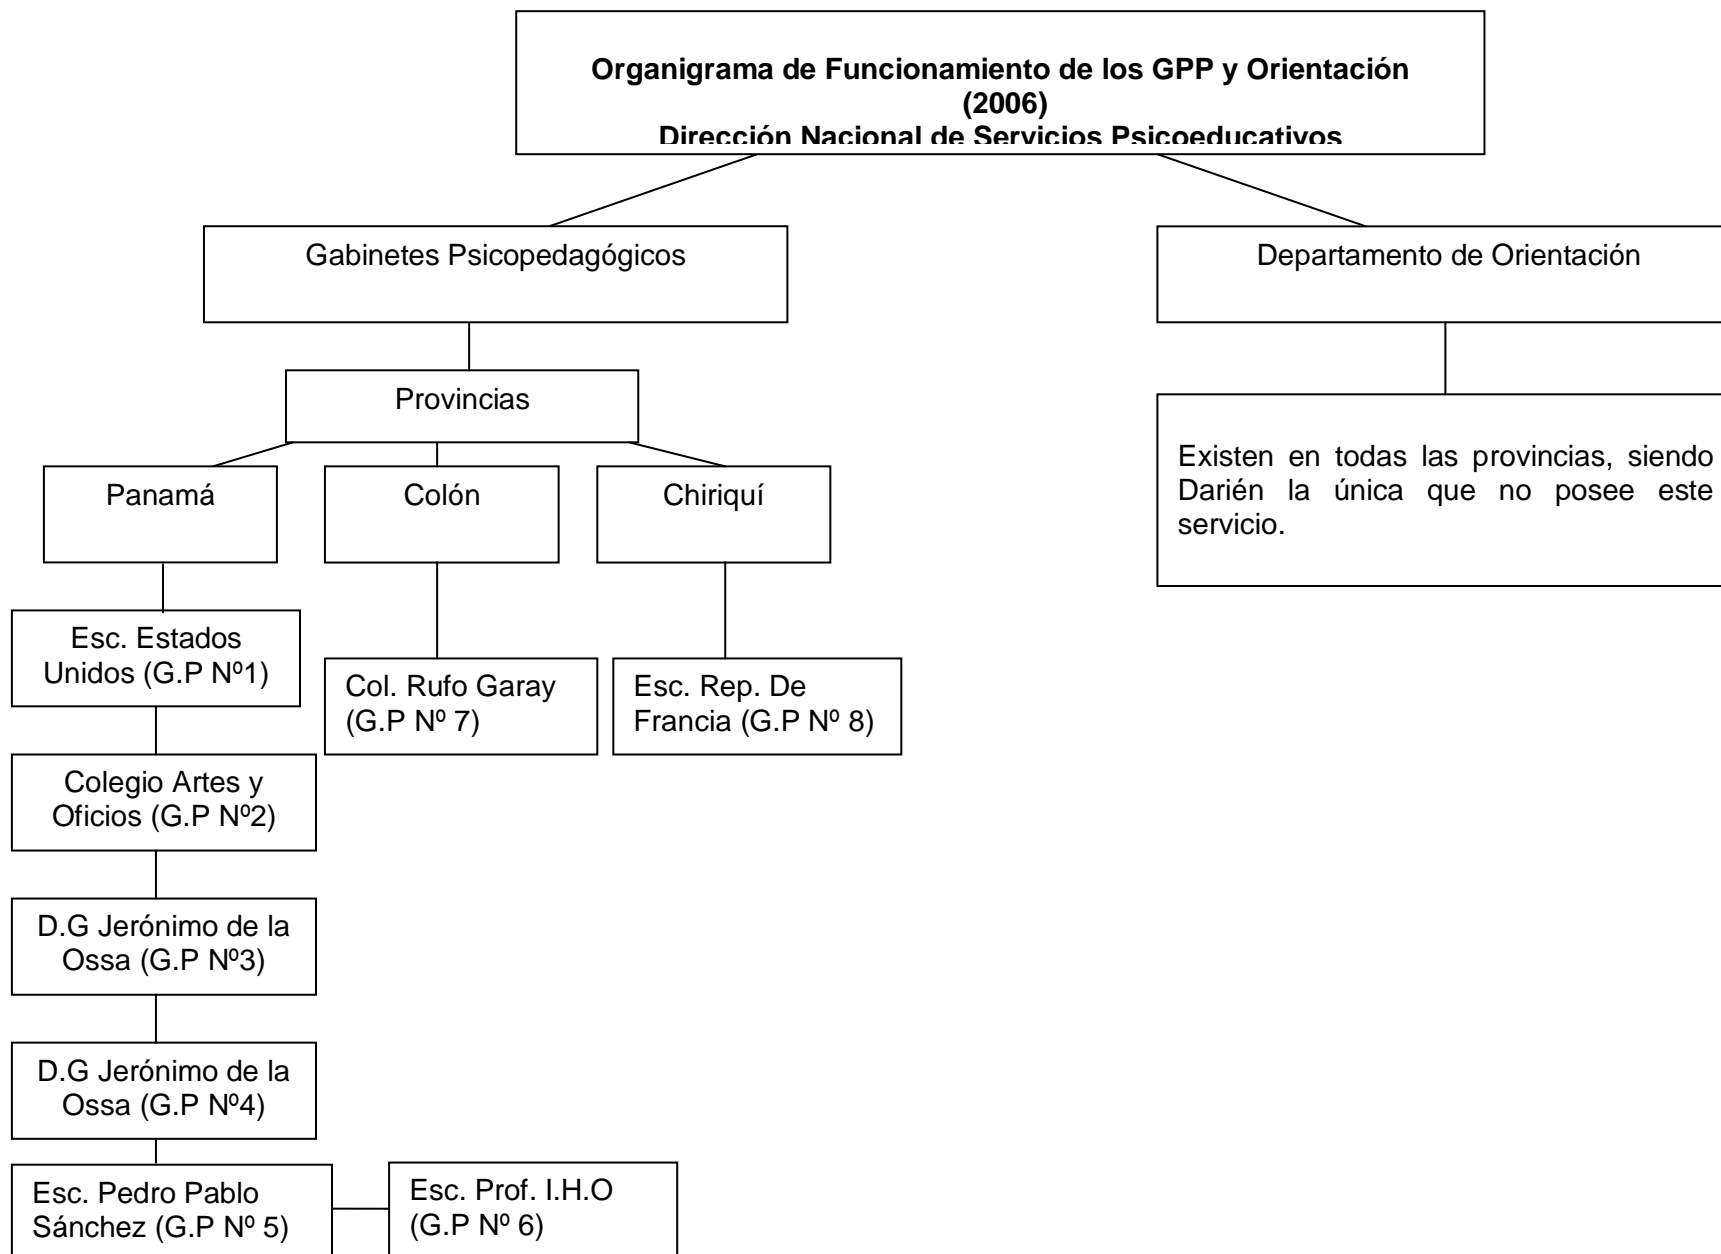 Organigrama de Funcionamiento de los GPP y Orientación
(2006)
Dirección Nacional de Servicios Psicoeducativos
Gabinetes Psicopedagógicos
Departamento de Orientación
Provincias
Existen en todas las provincias, siendo
Darién la única que no posee este
servicio.
Panamá
Colón
Chiriquí
Esc. Estados
Unidos (G.P Nº1)
Col. Rufo Garay
(G.P Nº 7)
Esc. Rep. De
Francia (G.P Nº 8)
Colegio Artes y
Oficios (G.P Nº2)
D.G Jerónimo de la
Ossa (G.P Nº3)
D.G Jerónimo de la
Ossa (G.P Nº4)
Esc. Pedro Pablo
Sánchez (G.P Nº 5)
Esc. Prof. I.H.O
(G.P Nº 6)